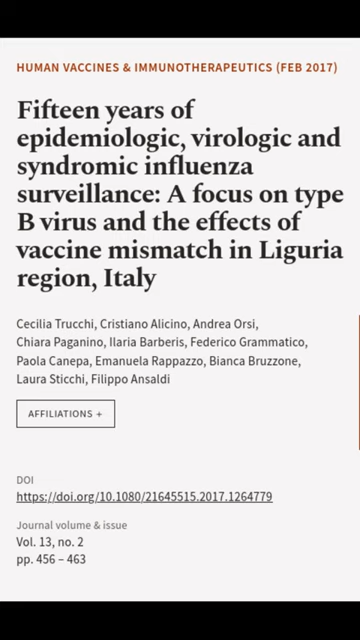 HUMAN VACCINES & IMMUNOTHERAPEUTICS (FEB 2017)
Fifteen years of
epidemiologic, virologic and
syndromic influenza
surveillance: A focus on type
B virus and the effects of
vaccine mismatch in Liguria
region, Italy
Cecilia Trucchi, Cristiano Alicino, Andrea Orsi,
Chiara Paganino, Ilaria Barberis, Federico Grammatico,
Paola Canepa, Emanuela Rappazzo, Bianca Bruzzone,
Laura Sticchi, Filippo Ansaldi
AFFILIATIONS +
DOI
https://doi.org/10.1080/21645515.2017.1264779
Journal volume & issue
Vol. 13, no. 2
pp. 456 – 463